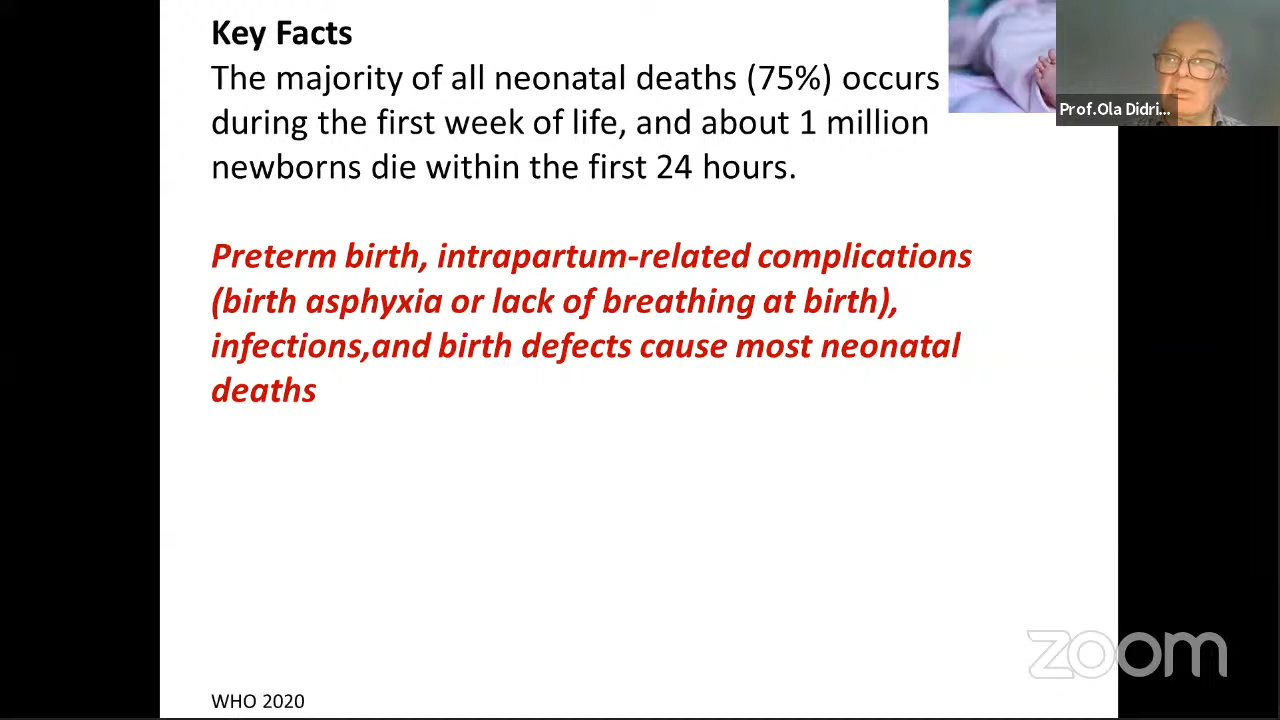 Key Facts
The majority of all neonatal deaths (75%) occurs
during the first week of life, and about 1 million
newborns die within the first 24 hours.
Preterm birth, intrapartum-related complications
(birth asphyxia or lack of breathing at birth),
infections,and birth defects cause most neonatal
deaths
Prof.Ola Didri...
zoom
WHO 2020